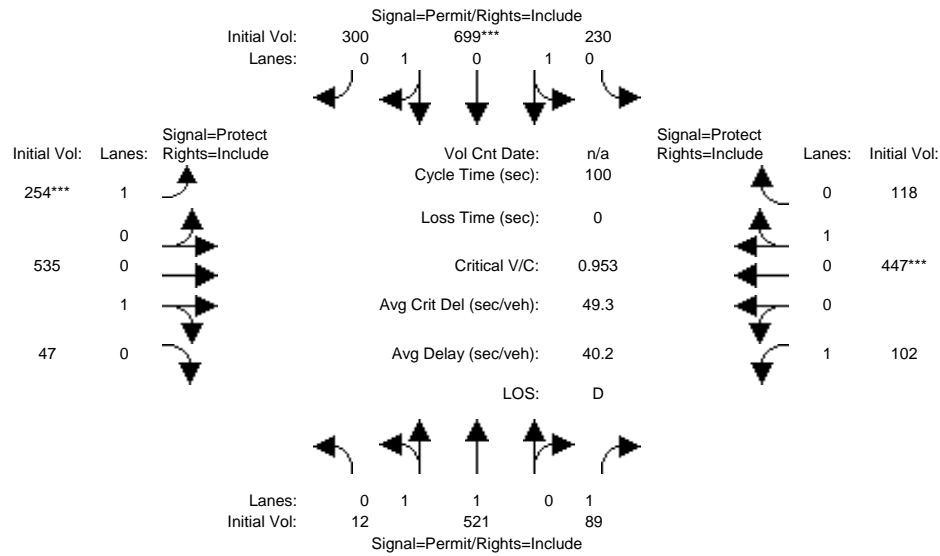 Signal=Permit/Rights=Include
Initial Vol: 300 699*** 230
Lanes: 0 1 0 1 0
Signal=Protect
Initial Vol: Lanes: Rights=Include
Vol Cnt Date: n/a
Signal=Protect
Rights=Include Lanes: Initial Vol:
Cycle Time (sec): 100
254*** 1
0 118
Loss Time (sec): 0
0
1
535 0
Critical V/C: 0.953
0 447***
1
Avg Crit Del (sec/veh): 49.3
0
47 0
Avg Delay (sec/veh): 40.2
1 102
LOS: D
Lanes: 0 1 1 0 1
Initial Vol: 12 521 89
Signal=Permit/Rights=Include